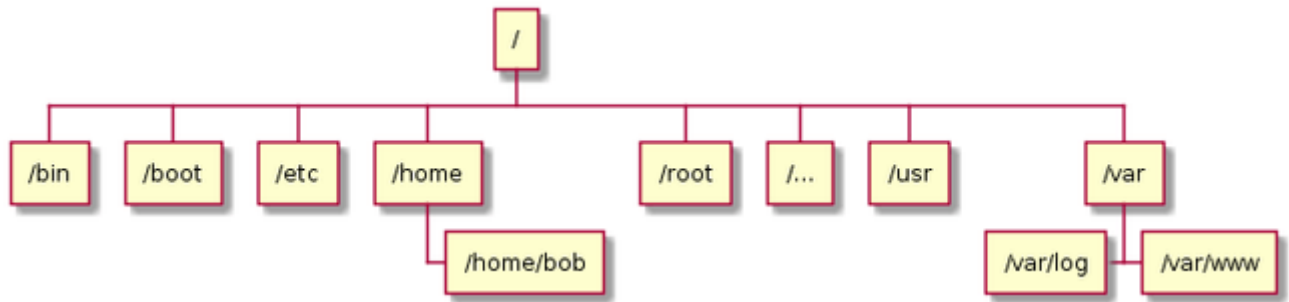 /
/bin
/boot
/etc
/home
/root
/...
/usr
/var
/home/bob
/var/log
/var/www